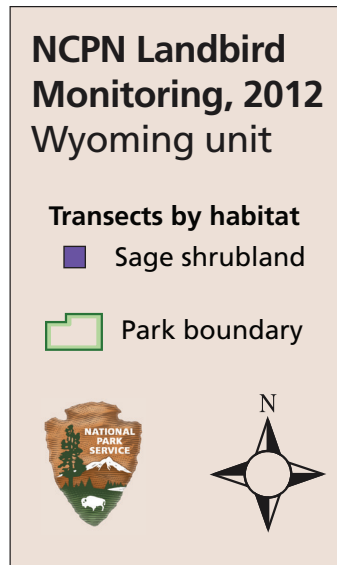 NCPN Landbird
Monitoring, 2012
Wyoming unit
Transects by habitat
Sage shrubland
Park boundary
NATIONAL
PARK
SERVICE
N